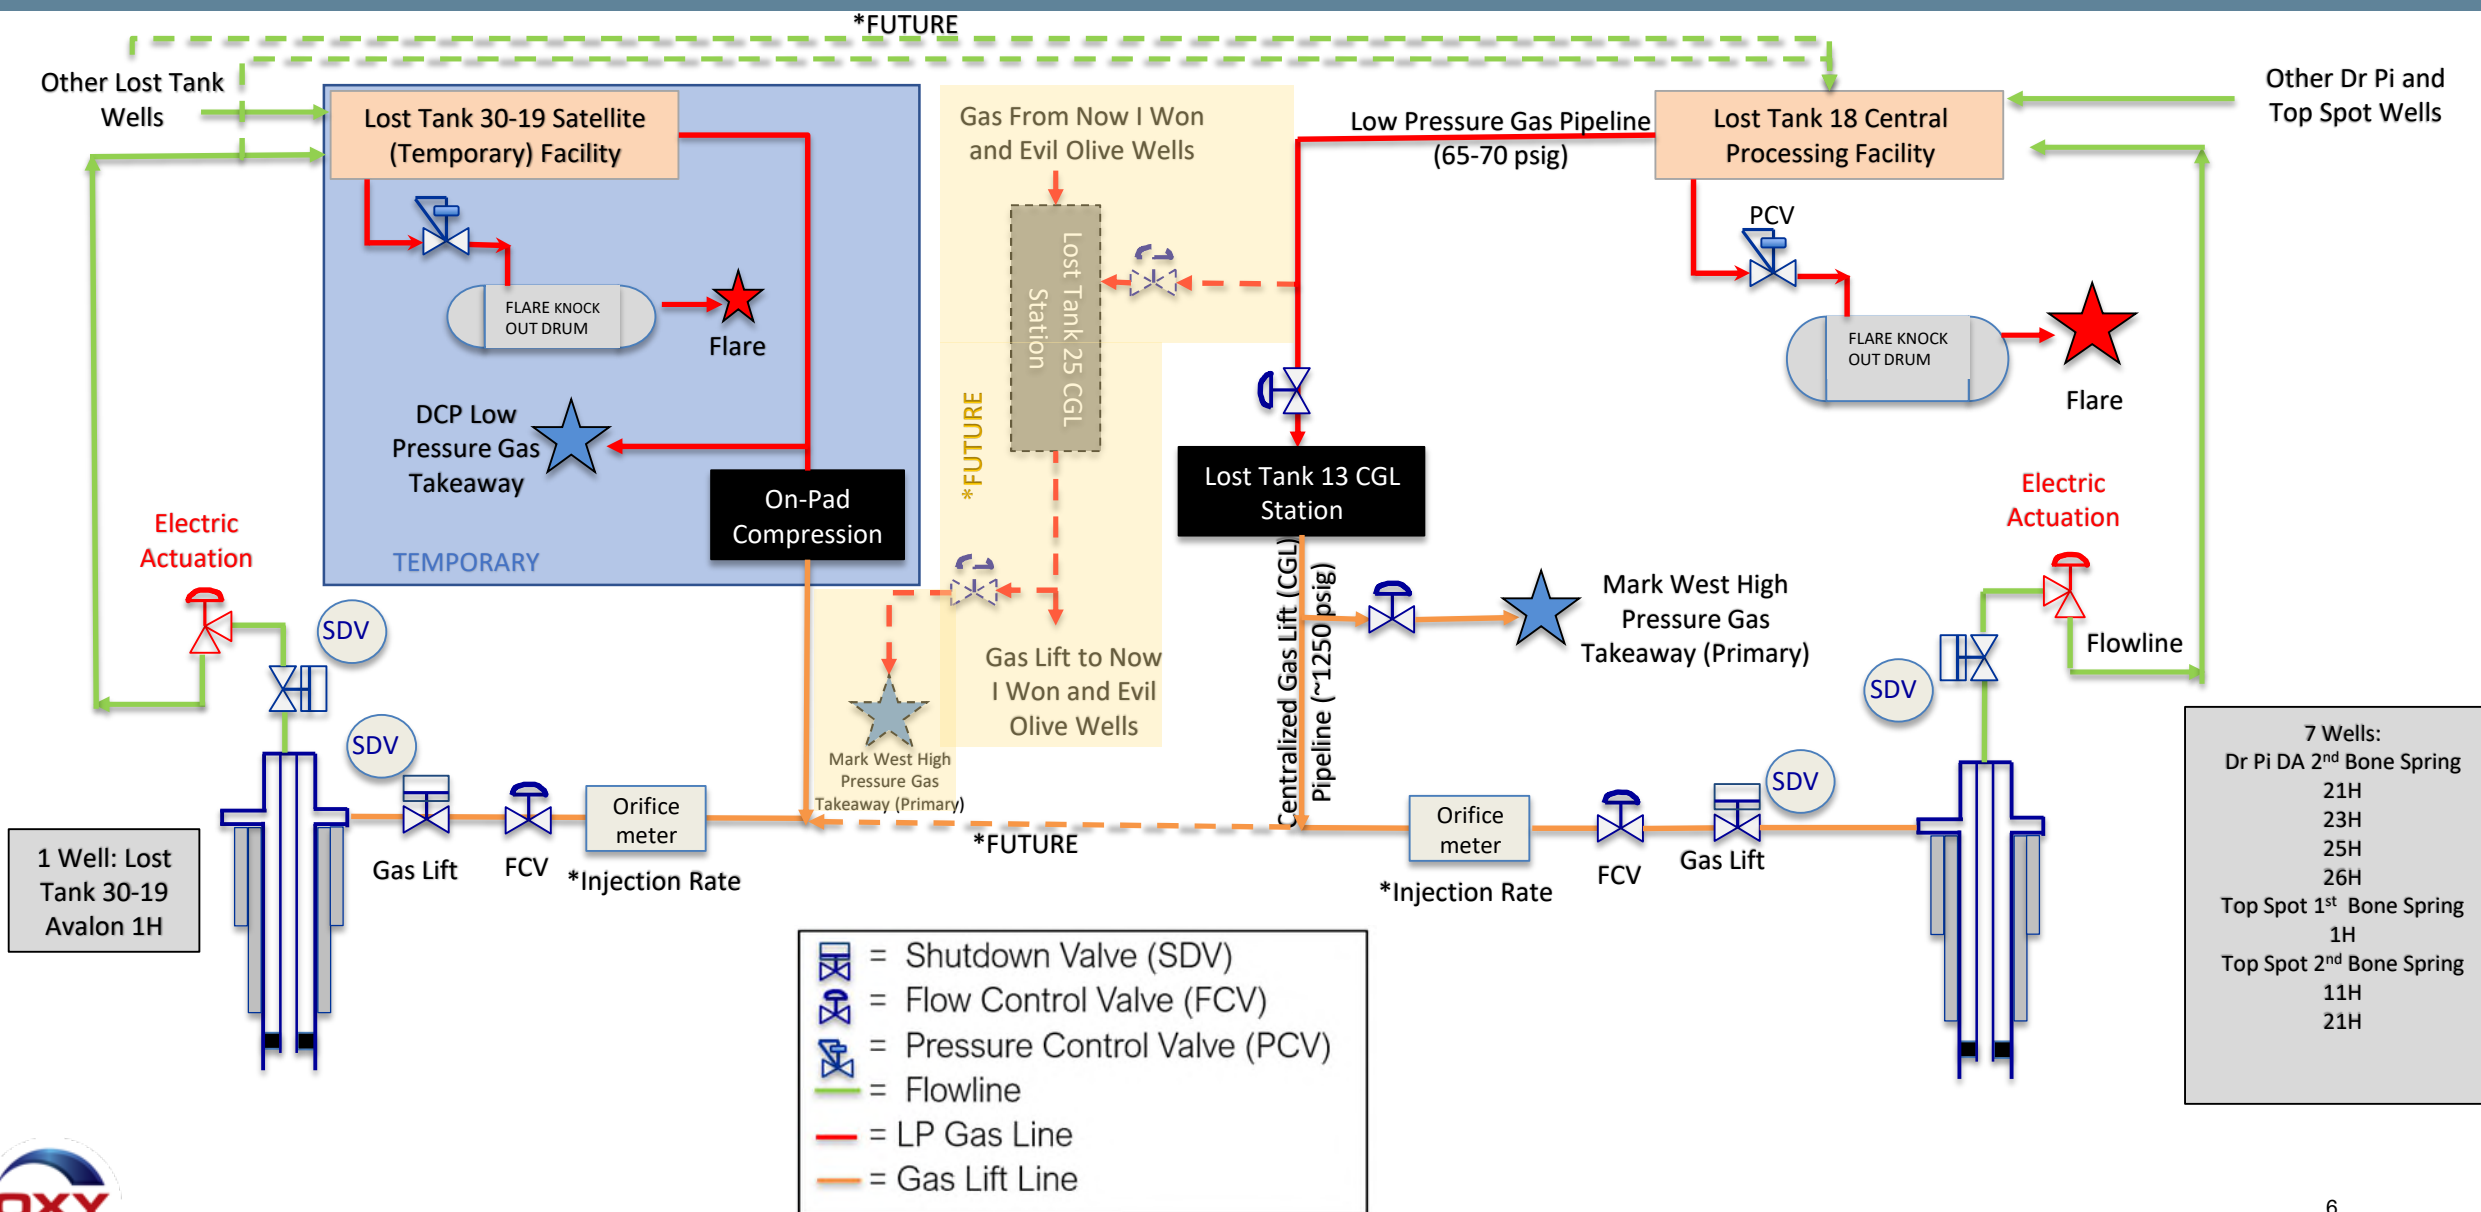 *FUTURE
Other Lost Tank
Wells
Lost Tank 30-19 Satellite
(Temporary) Facility
FLARE KNOCK
OUT DRUM
Flare
DCP Low
Pressure Gas
Takeaway
On-Pad
Compression
TEMPORARY
Electric
Actuation
SDV
SDV
Gas Lift
FCV
Orifice
meter
*Injection Rate
1 Well: Lost
Tank 30-19
Avalon 1H
Gas From Now I Won
and Evil Olive Wells
Lost Tank 25 CGL
Station
*FUTURE
Gas Lift to Now
I Won and Evil
Olive Wells
Mark West High
Pressure Gas
Takeaway (Primary)
*FUTURE
Low Pressure Gas Pipeline
(65-70 psig)
Lost Tank 18 Central
Processing Facility
Other Dr Pi and
Top Spot Wells
PCV
FLARE KNOCK
OUT DRUM
Flare
Lost Tank 13 CGL
Station
Centralized Gas Lift (CGL)
Pipeline (~1250 psig)
Mark West High
Pressure Gas
Takeaway (Primary)
Electric
Actuation
Flowline
SDV
SDV
Orifice
meter
*Injection Rate
FCV
Gas Lift
7 Wells:
Dr Pi DA 2nd Bone Spring
21H
23H
25H
26H
Top Spot 1st Bone Spring
1H
Top Spot 2nd Bone Spring
11H
21H
= Shutdown Valve (SDV)
= Flow Control Valve (FCV)
= Pressure Control Valve (PCV)
= Flowline
= LP Gas Line
= Gas Lift Line
OXY
6